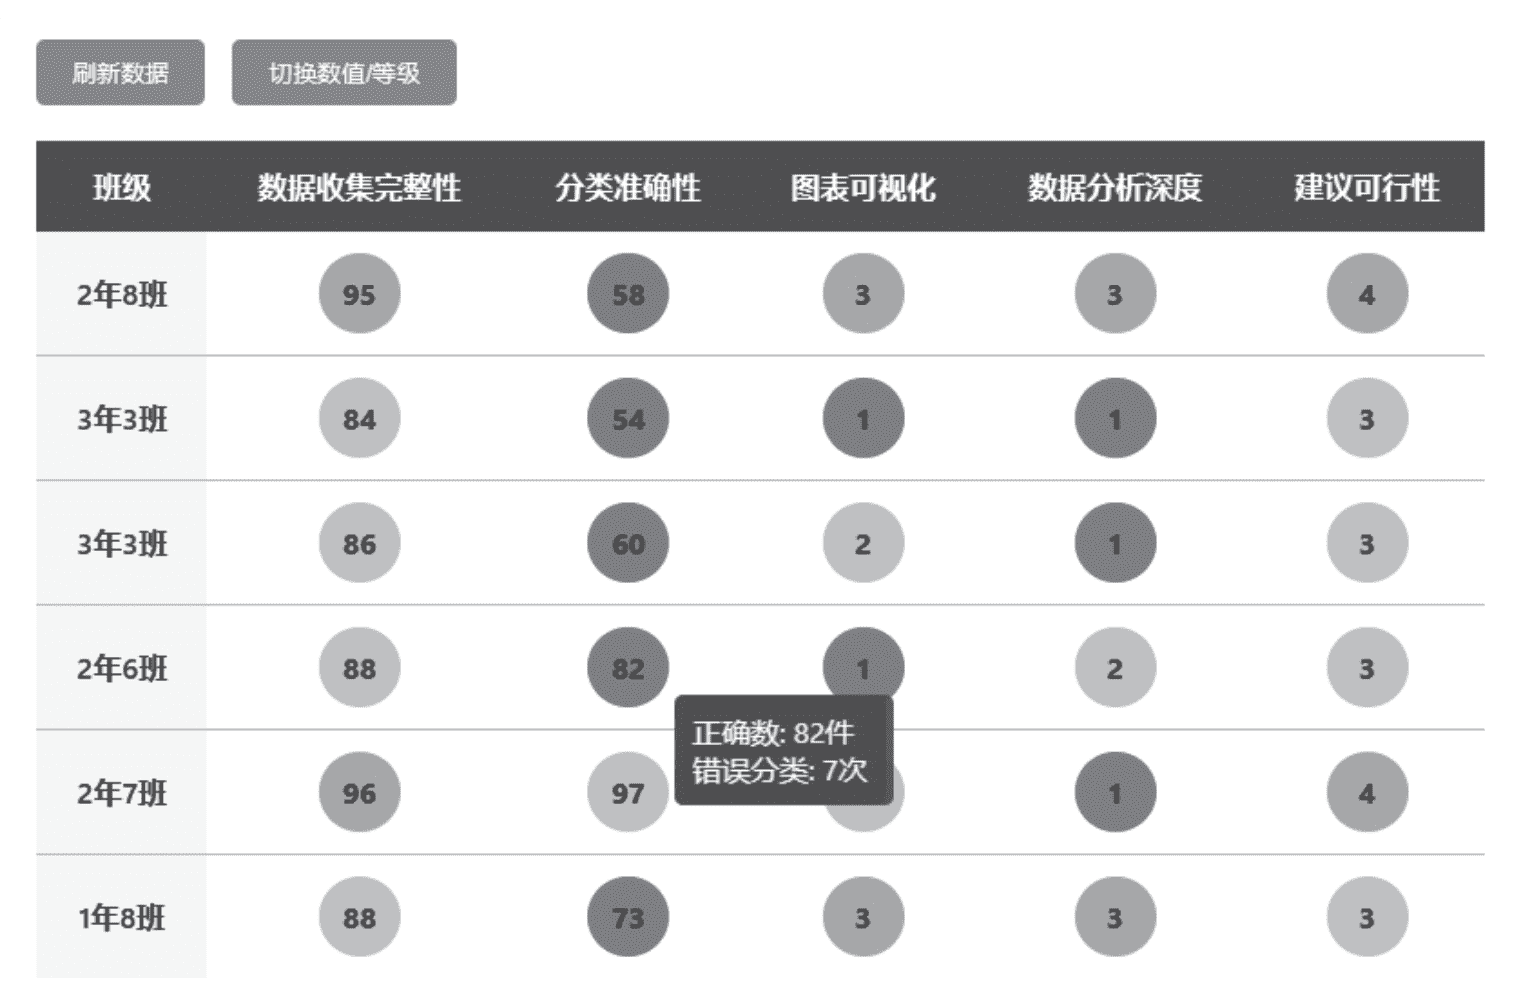 刷新数据 切换数值/等级
班级 数据收集完整性 分类准确性 图表可视化 数据分析深度 建议可行性
2年8班 95 58 3 3 4
3年3班 84 54 1 1 3
3年3班 86 60 2 1 3
2年6班 88 82 1 2 3
正确数: 82件
错误分类: 7次
2年7班 96 97 1 4
1年8班 88 73 3 3 3